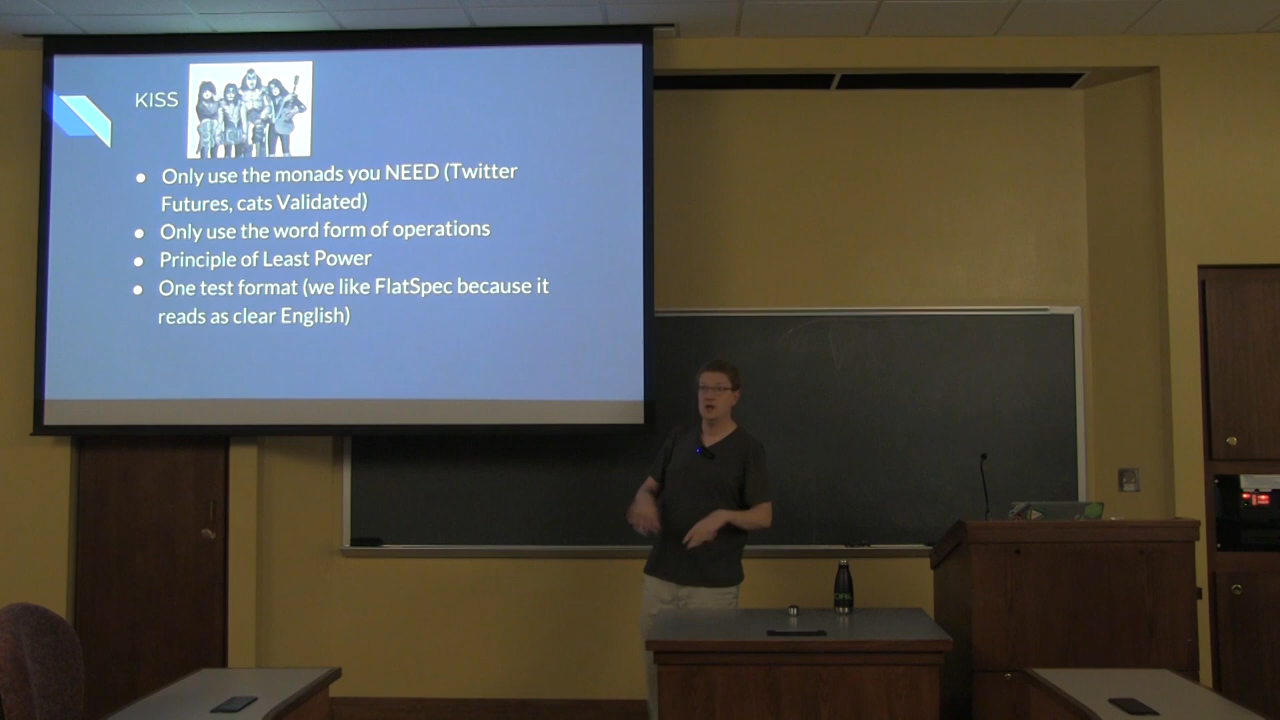 KISS
● Only use the monads you NEED (Twitter
Futures, cats Validated)
● Only use the word form of operations
● Principle of Least Power
● One test format (we like FlatSpec because it
reads as clear English)